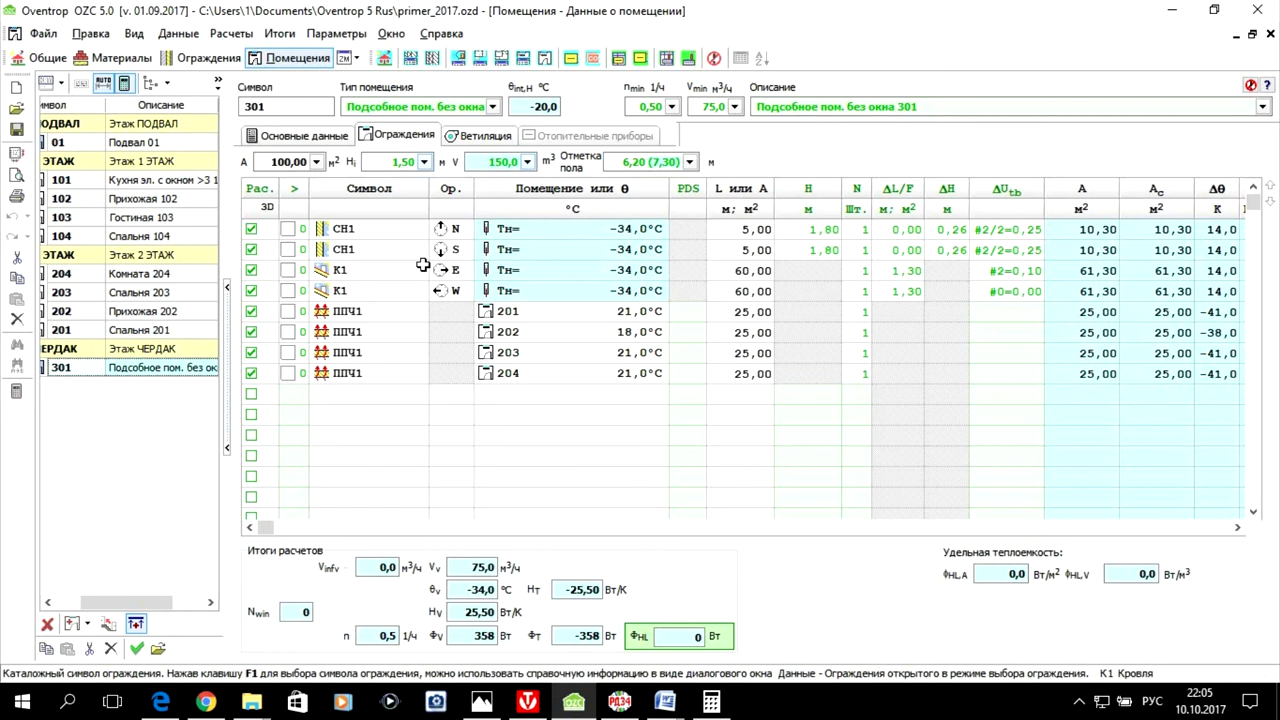 Oventrop OZC 5.0 [v. 01.09.2017] - C:\Users\1\Documents\Oventrop 5 Rus\primer_2017.ozd - [Помещения - Данные о помещении]
Файл Правка Вид Данные Расчеты Итоги Параметры Окно Справка
Общие Материалы Ограждения Помещения
Символ Тип помещения θint,H °C nmin 1/ч Vmin м³/ч Описание
301 Подсобное пом. без окна -20,0 0,50 75,0 Подсобное пом. без окна 301
Основные данные Ограждения Ветиляция Отопительные приборы
A 100,00 м² Hi 1,50 м V 150,0 m³ Отметка пола 6,20 (7,30) м
имвол Описание
ОДВАЛ Этаж ПОДВАЛ
01 Подвал 01
ЭТАЖ Этаж 1 ЭТАЖ
101 Кухня эл. с окном >3 1
102 Прихожая 102
103 Гостиная 103
104 Спальня 104
ЭТАЖ Этаж 2 ЭТАЖ
204 Комната 204
203 Спальня 203
202 Прихожая 202
201 Спальня 201
ЕРДАК Этаж ЧЕРДАК
301 Подсобное пом. без ок
Рас. > Символ Ор. Помещение или θ PDS L или A H N ΔL/F ΔH ΔUtb A Ac Δθ
3D °C м; м² м Шт. м; м² м м² м² K
0 СН1 N Tн= -34,0°C 5,00 1,80 1 0,00 0,26 #2/2=0,25 10,30 10,30 14,0
0 СН1 S Tн= -34,0°C 5,00 1,80 1 0,00 0,26 #2/2=0,25 10,30 10,30 14,0
0 К1 E Tн= -34,0°C 60,00 1 1,30 #2=0,10 61,30 61,30 14,0
0 К1 W Tн= -34,0°C 60,00 1 1,30 #0=0,00 61,30 61,30 14,0
0 ППЧ1 201 21,0°C 25,00 1 25,00 25,00 -41,0
0 ППЧ1 202 18,0°C 25,00 1 25,00 25,00 -38,0
0 ППЧ1 203 21,0°C 25,00 1 25,00 25,00 -41,0
0 ППЧ1 204 21,0°C 25,00 1 25,00 25,00 -41,0
Итоги расчетов Удельная теплоемкость:
Vinfv 0,0 м³/ч Vv 75,0 м³/ч ΦHL,A 0,0 Вт/м² ΦHL,V 0,0 Вт/м³
θv -34,0 °C HT -25,50 Вт/К
Nwin 0 HV 25,50 Вт/К
n 0,5 1/ч ΦV 358 Вт ΦT -358 Вт ΦHL 0 Вт
Каталожный символ ограждения. Нажав клавишу F1 для выбора символа ограждения, можно использовать справочную информацию в виде диалогового окна Данные - Ограждения открытого в режиме выбора ограждения. К1 Кровля
РУС 22:05
10.10.2017